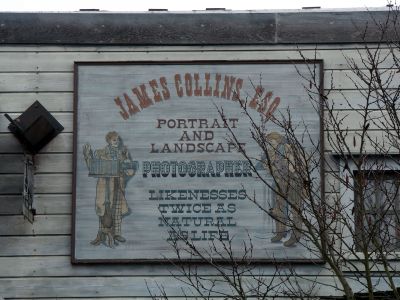 JAMES COLLINS, ESQ.
PORTRAIT
AND
LANDSCAPE
PHOTOGRAPHER
LIKENESSES
TWICE AS
NATURAL
AS LIFE